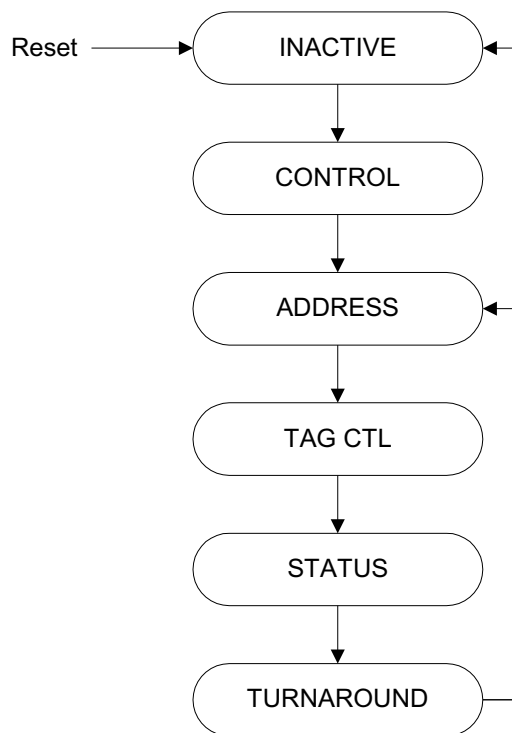 Reset
INACTIVE
CONTROL
ADDRESS
TAG CTL
STATUS
TURNAROUND